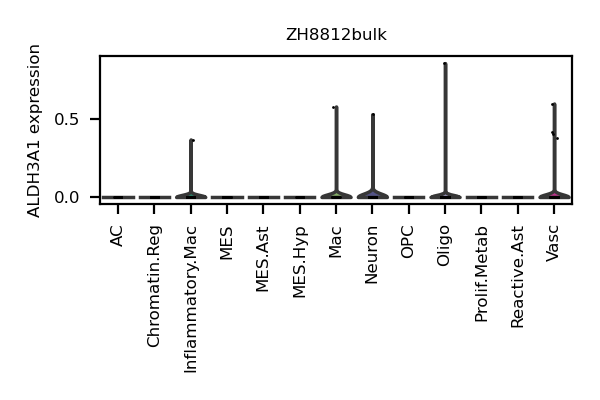 ZH8812bulk
ALDH3A1 expression
0.5
0.0
AC
Chromatin.Reg
Inflammatory.Mac
MES
MES.Ast
MES.Hyp
Mac
Neuron
OPC
Oligo
Prolif.Metab
Reactive.Ast
Vasc